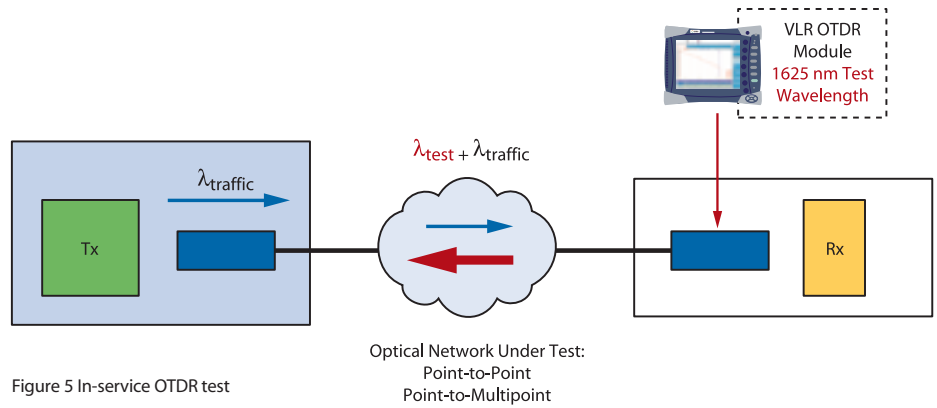 VLR OTDR
Module
1625 nm Test
Wavelength
λtest + λtraffic
λtraffic
Tx
Rx
Optical Network Under Test:
Point-to-Point
Point-to-Multipoint
Figure 5 In-service OTDR test